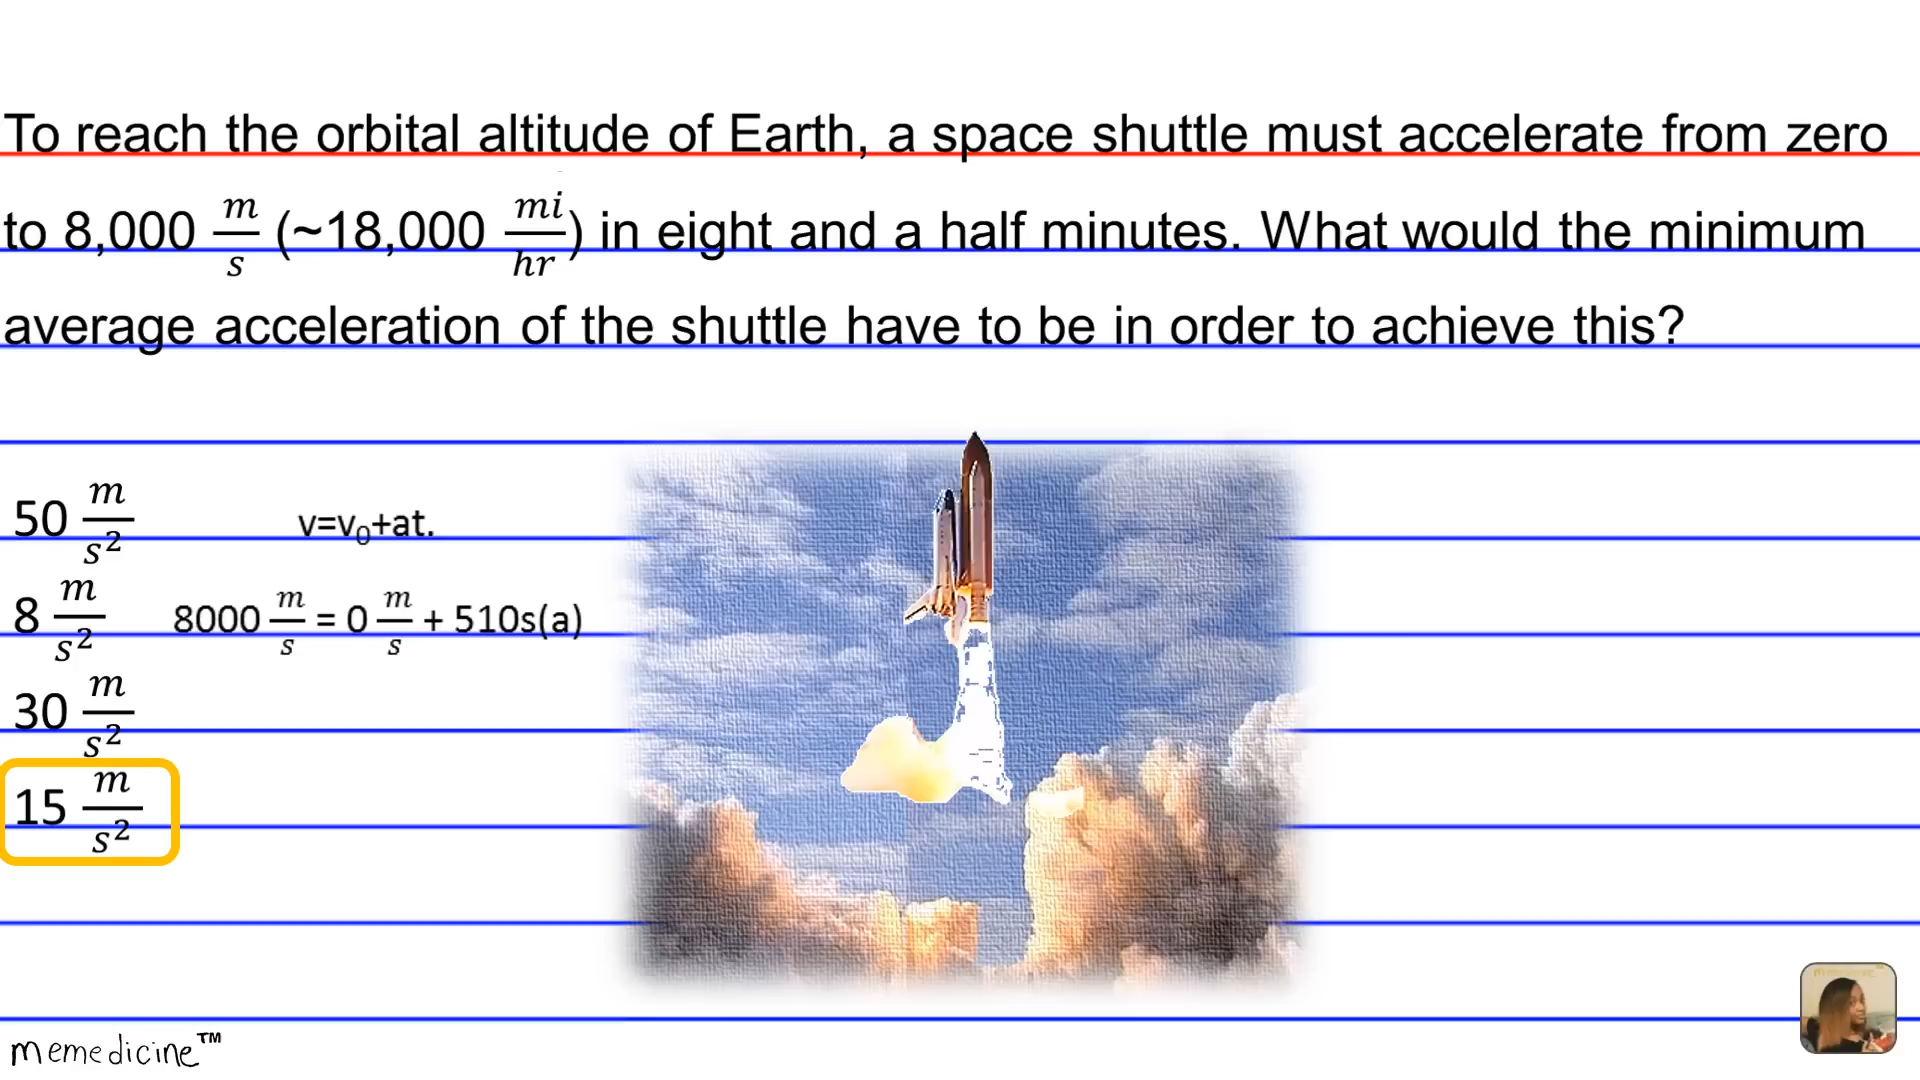 To reach the orbital altitude of Earth, a space shuttle must accelerate from zero
to 8,000 m/s (~18,000 mi/hr) in eight and a half minutes. What would the minimum
average acceleration of the shuttle have to be in order to achieve this?
50 m/s² v=v₀+at.
8 m/s² 8000 m/s = 0 m/s + 510s(a)
30 m/s²
15 m/s²
memedicine™